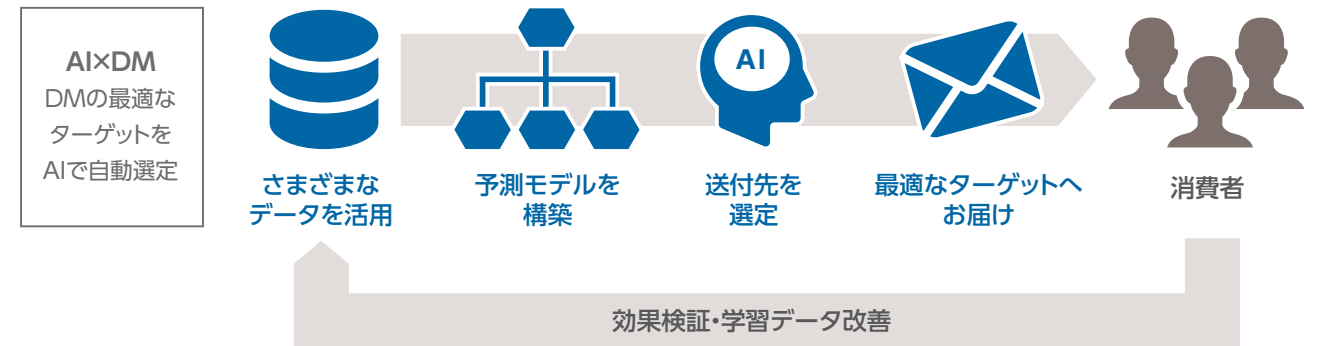 AI×DM
DMの最適な
ターゲットを
AIで自動選定
AI
さまざまな
データを活用
予測モデルを
構築
送付先を
選定
最適なターゲットへ
お届け
消費者
効果検証・学習データ改善